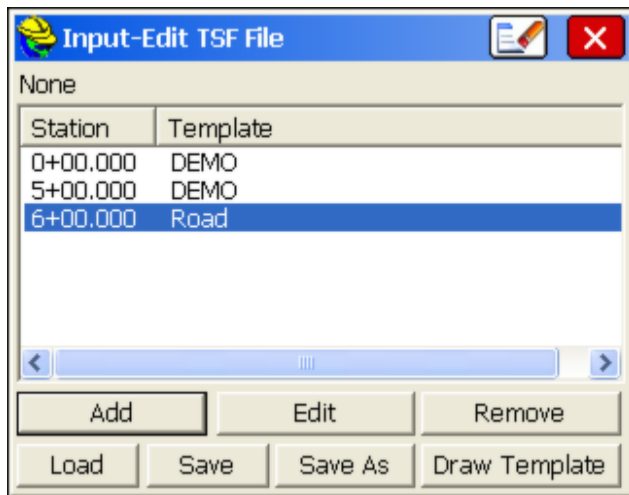 Input-Edit TSF File
None
Station Template
0+00.000 DEMO
5+00.000 DEMO
6+00.000 Road
Add Edit Remove
Load Save Save As Draw Template